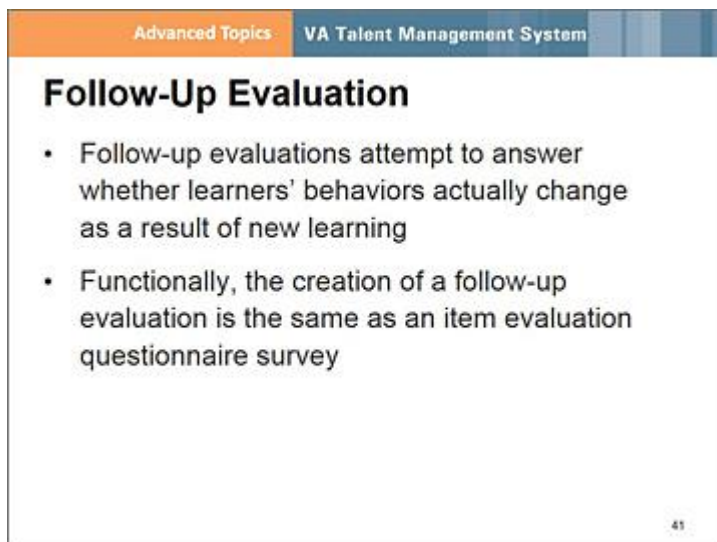 Advanced Topics VA Talent Management System
Follow-Up Evaluation
• Follow-up evaluations attempt to answer
whether learners' behaviors actually change
as a result of new learning
• Functionally, the creation of a follow-up
evaluation is the same as an item evaluation
questionnaire survey
41